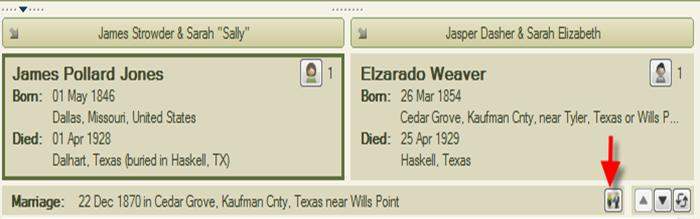 James Strowder & Sarah "Sally"
Jasper Dasher & Sarah Elizabeth
James Pollard Jones
1
Born: 01 May 1846
Dallas, Missouri, United States
Died: 01 Apr 1928
Dalhart, Texas (buried in Haskell, TX)
Elzarado Weaver
1
Born: 26 Mar 1854
Cedar Grove, Kaufman Cnty, near Tyler, Texas or Wills P...
Died: 25 Apr 1929
Haskell, Texas
Marriage: 22 Dec 1870 in Cedar Grove, Kaufman Cnty, Texas near Wills Point